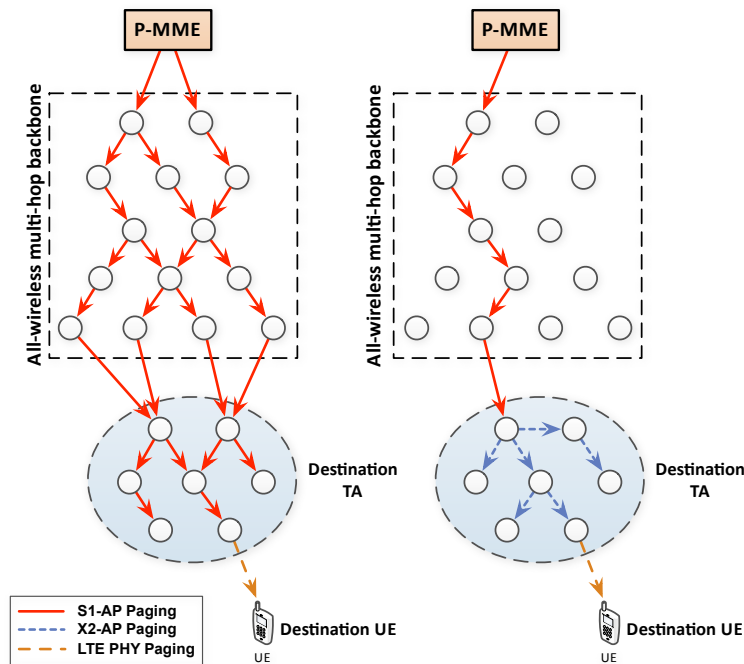 P-MME
P-MME
All-wireless multi-hop backbone
All-wireless multi-hop backbone
Destination
TA
Destination
TA
S1-AP Paging
X2-AP Paging
LTE PHY Paging
Destination UE
UE
Destination UE
UE